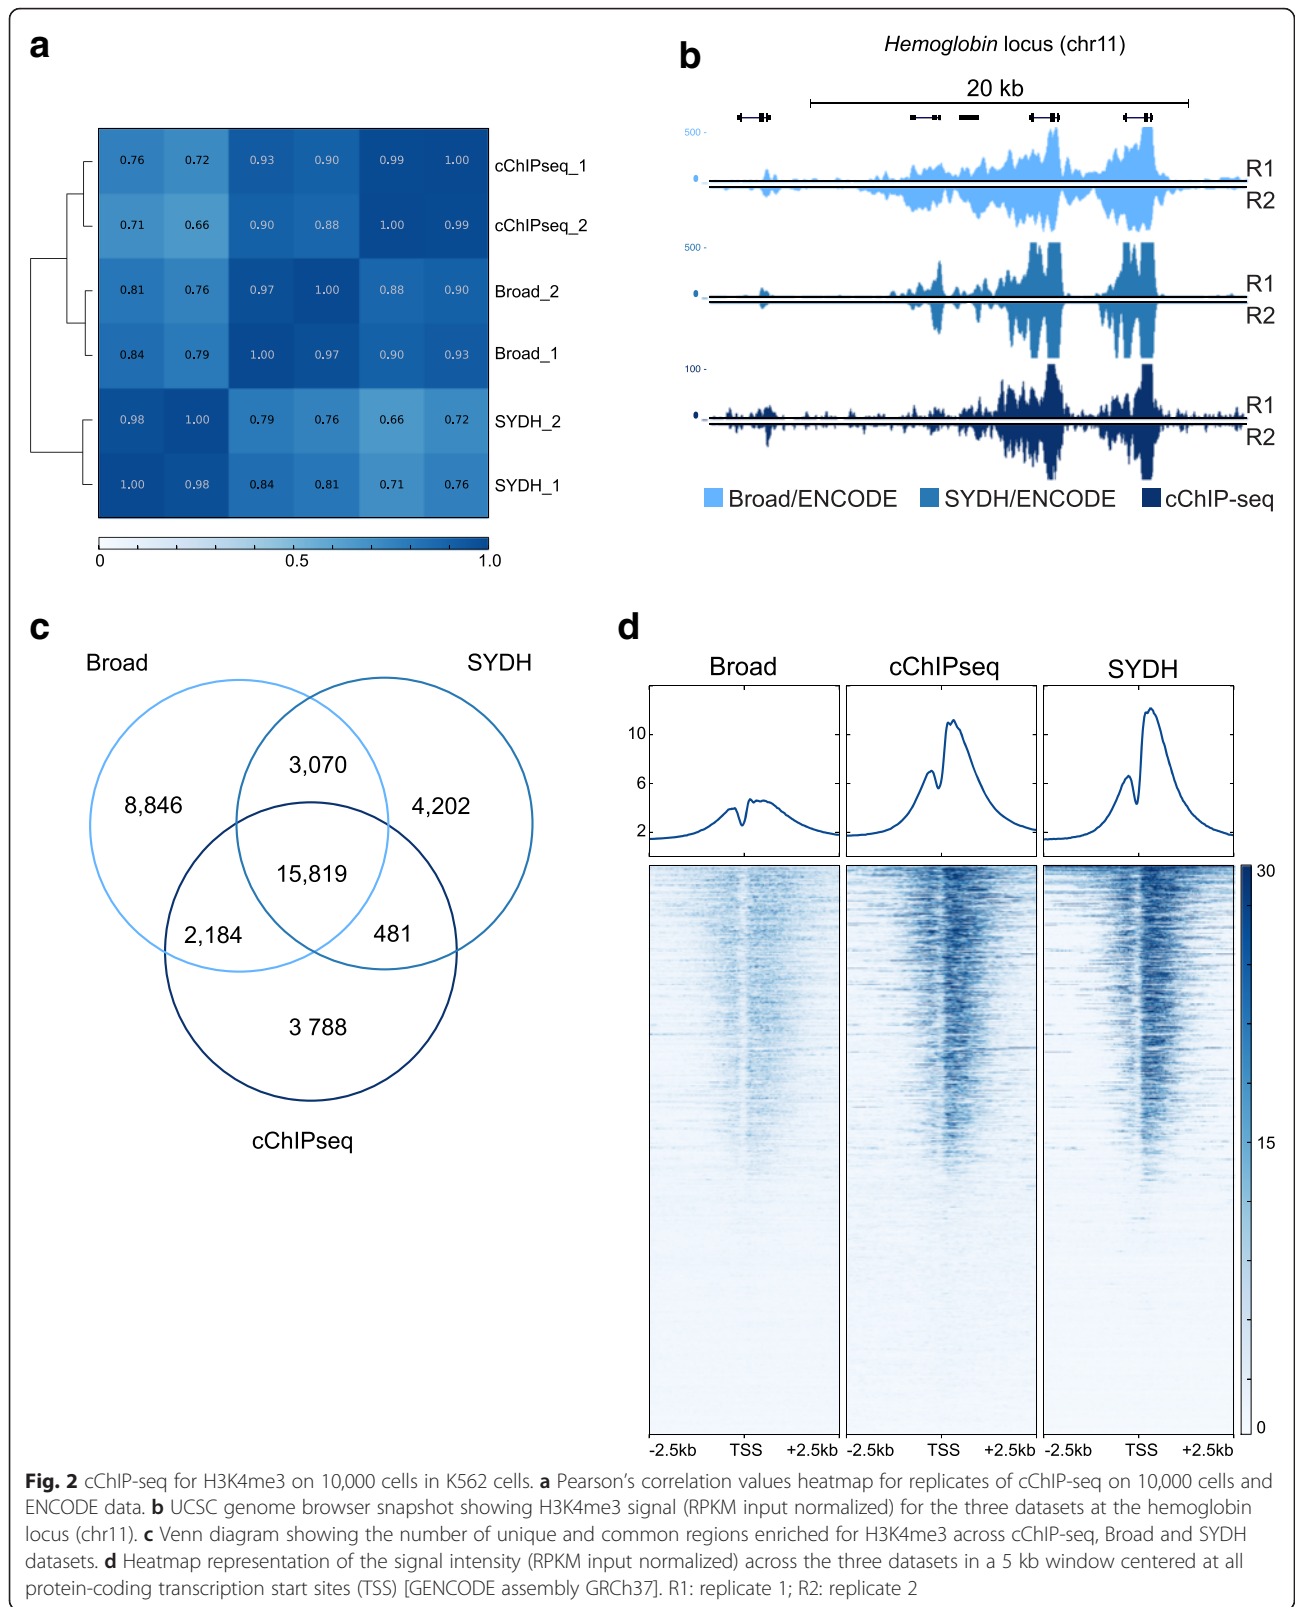 a
0.76 0.72 0.93 0.90 0.99 1.00 cChIPseq_1
0.71 0.66 0.90 0.88 1.00 0.99 cChIPseq_2
0.81 0.76 0.97 1.00 0.88 0.90 Broad_2
0.84 0.79 1.00 0.97 0.90 0.93 Broad_1
0.98 1.00 0.79 0.76 0.66 0.72 SYDH_2
1.00 0.98 0.84 0.81 0.71 0.76 SYDH_1
0 0.5 1.0
b
Hemoglobin locus (chr11)
20 kb
500
0
R1
R2
500
0
R1
R2
100
0
R1
R2
Broad/ENCODE SYDH/ENCODE cChIP-seq
c
Broad SYDH
3,070
8,846 4,202
15,819
2,184 481
3 788
cChIPseq
d
Broad cChIPseq SYDH
10
6
2
30
15
0
-2.5kb TSS +2.5kb -2.5kb TSS +2.5kb -2.5kb TSS +2.5kb
Fig. 2 cChIP-seq for H3K4me3 on 10,000 cells in K562 cells. a Pearson's correlation values heatmap for replicates of cChIP-seq on 10,000 cells and
ENCODE data. b UCSC genome browser snapshot showing H3K4me3 signal (RPKM input normalized) for the three datasets at the hemoglobin
locus (chr11). c Venn diagram showing the number of unique and common regions enriched for H3K4me3 across cChIP-seq, Broad and SYDH
datasets. d Heatmap representation of the signal intensity (RPKM input normalized) across the three datasets in a 5 kb window centered at all
protein-coding transcription start sites (TSS) [GENCODE assembly GRCh37]. R1: replicate 1; R2: replicate 2